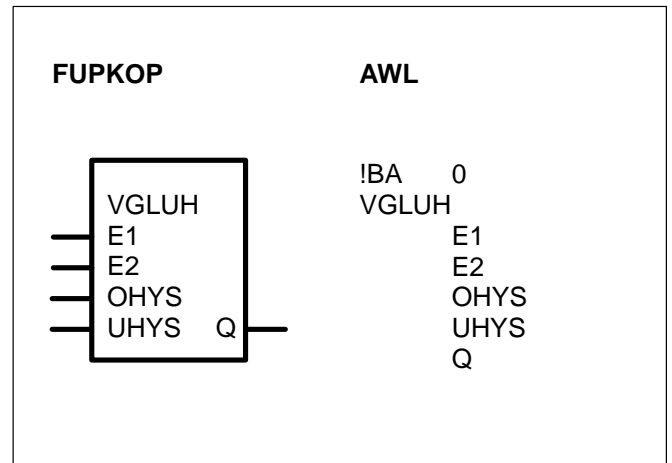 FUPKOP
VGLUH
E1
E2
OHYS
UHYS Q
AWL
!BA 0
VGLUH
E1
E2
OHYS
UHYS
Q